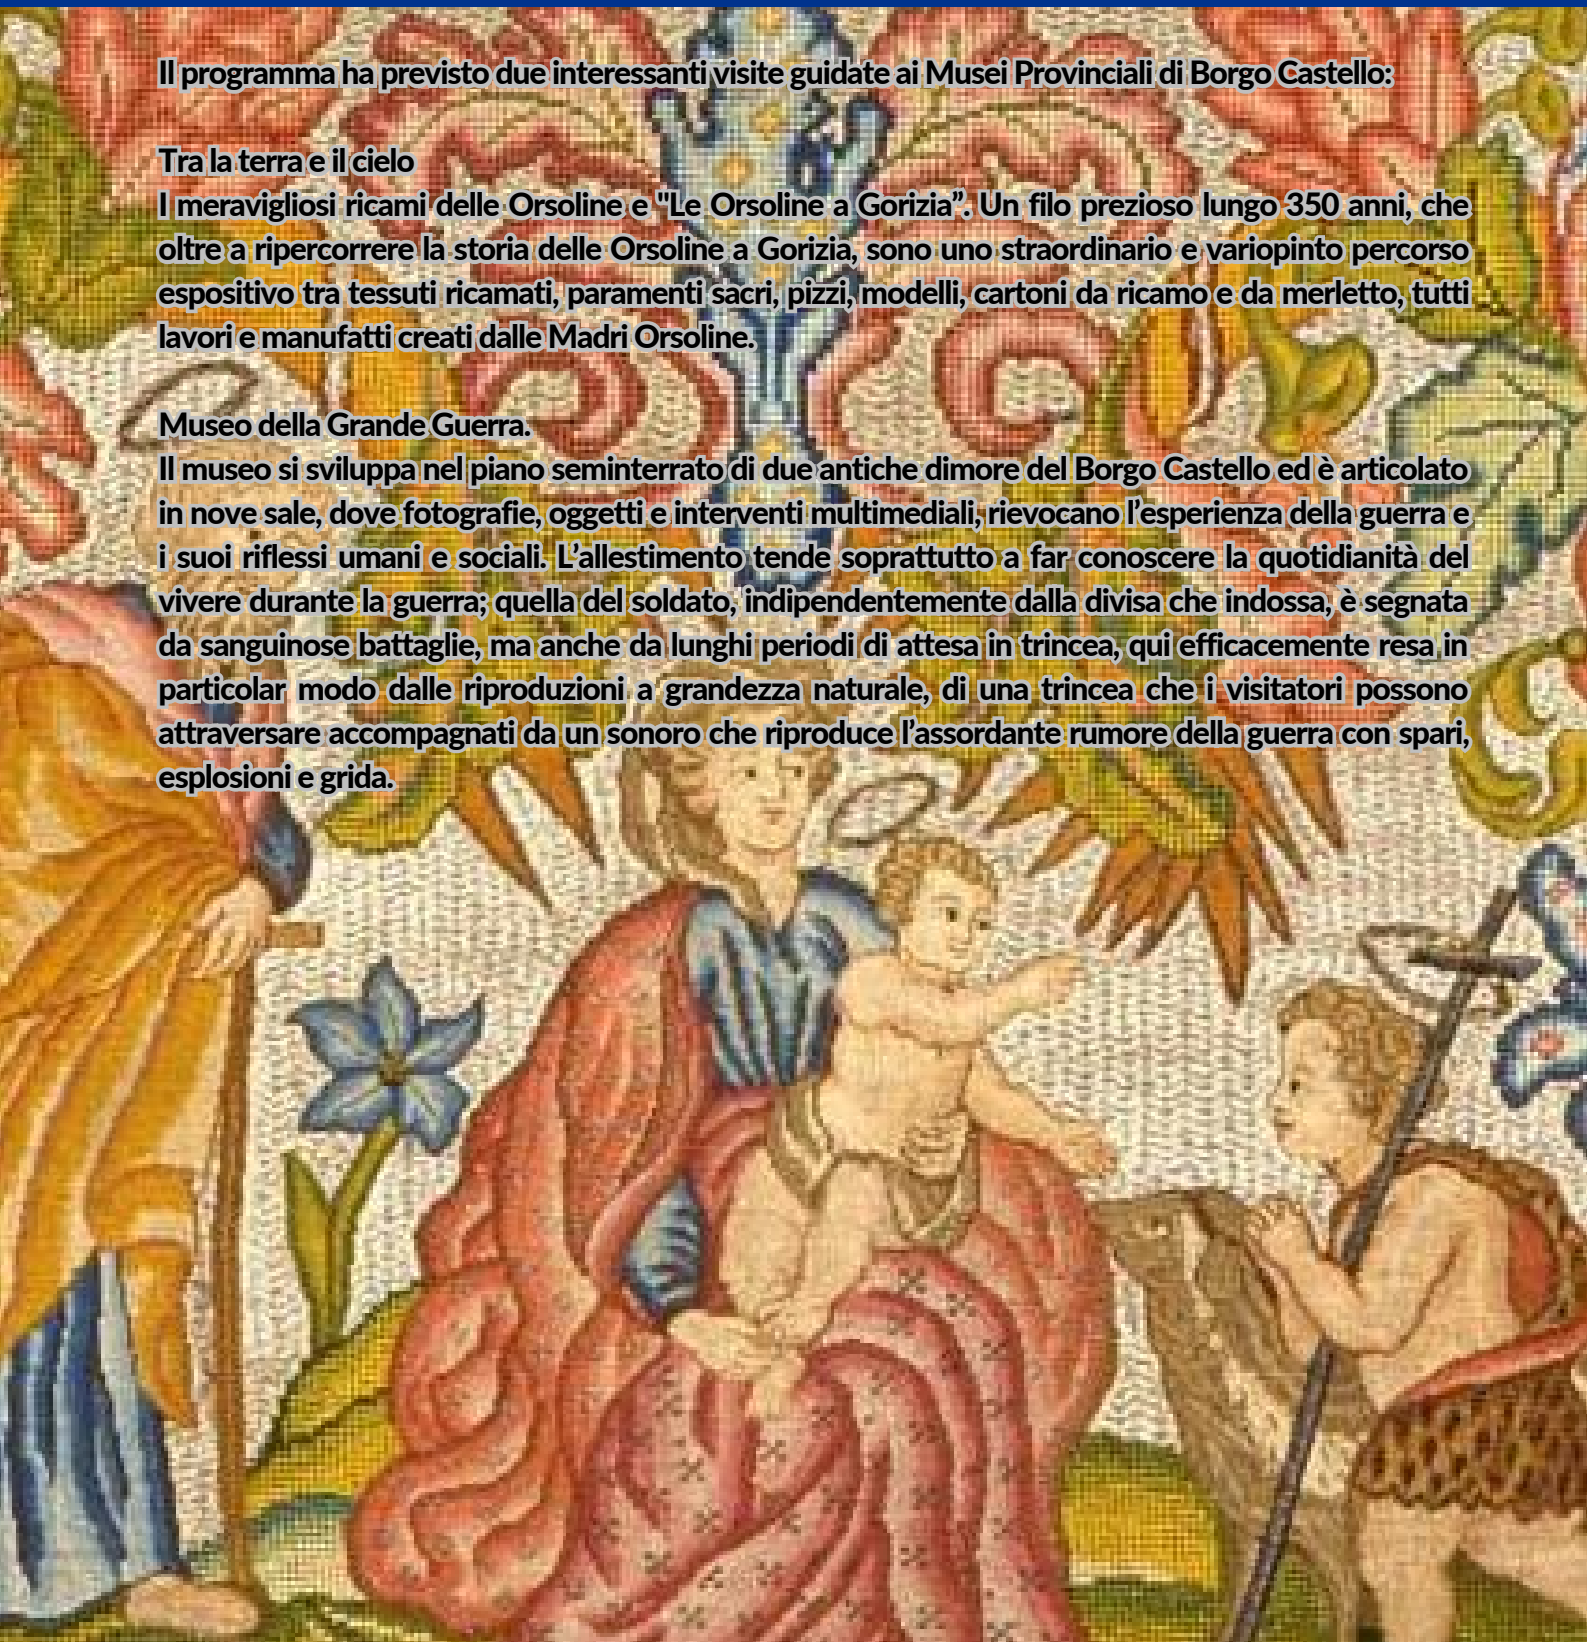 Il programma ha previsto due interessanti visite guidate ai Musei Provinciali di Borgo Castello:
Tra la terra e il cielo
I meravigliosi ricami delle Orsoline e "Le Orsoline a Gorizia”. Un filo prezioso lungo 350 anni, che
oltre a ripercorrere la storia delle Orsoline a Gorizia, sono uno straordinario e variopinto percorso
espositivo tra tessuti ricamati, paramenti sacri, pizzi, modelli, cartoni da ricamo e da merletto, tutti
lavori e manufatti creati dalle Madri Orsoline.
Museo della Grande Guerra.
Il museo si sviluppa nel piano seminterrato di due antiche dimore del Borgo Castello ed è articolato
in nove sale, dove fotografie, oggetti e interventi multimediali, rievocano l’esperienza della guerra e
i suoi riflessi umani e sociali. L’allestimento tende soprattutto a far conoscere la quotidianità del
vivere durante la guerra; quella del soldato, indipendentemente dalla divisa che indossa, è segnata
da sanguinose battaglie, ma anche da lunghi periodi di attesa in trincea, qui efficacemente resa in
particolar modo dalle riproduzioni a grandezza naturale, di una trincea che i visitatori possono
attraversare accompagnati da un sonoro che riproduce l’assordante rumore della guerra con spari,
esplosioni e grida.